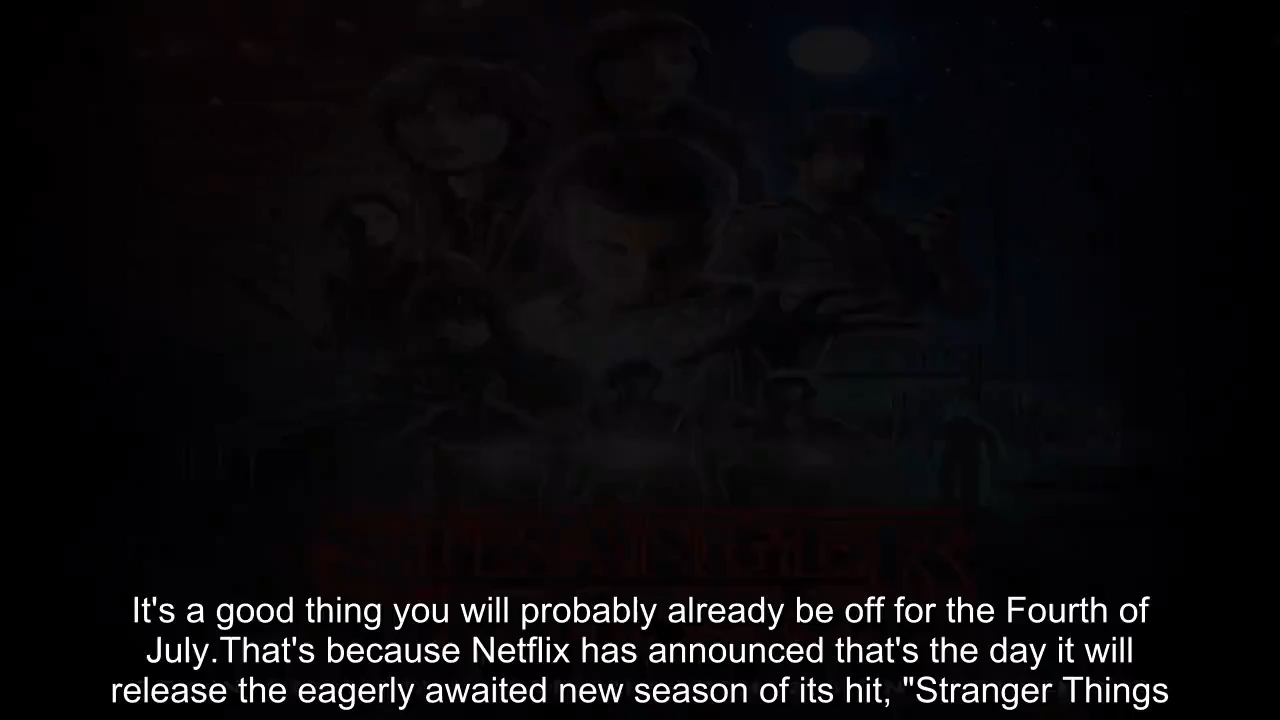 STRANGER
It's a good thing you will probably already be off for the Fourth of
July.That's because Netflix has announced that's the day it will
release the eagerly awaited new season of its hit, "Stranger Things